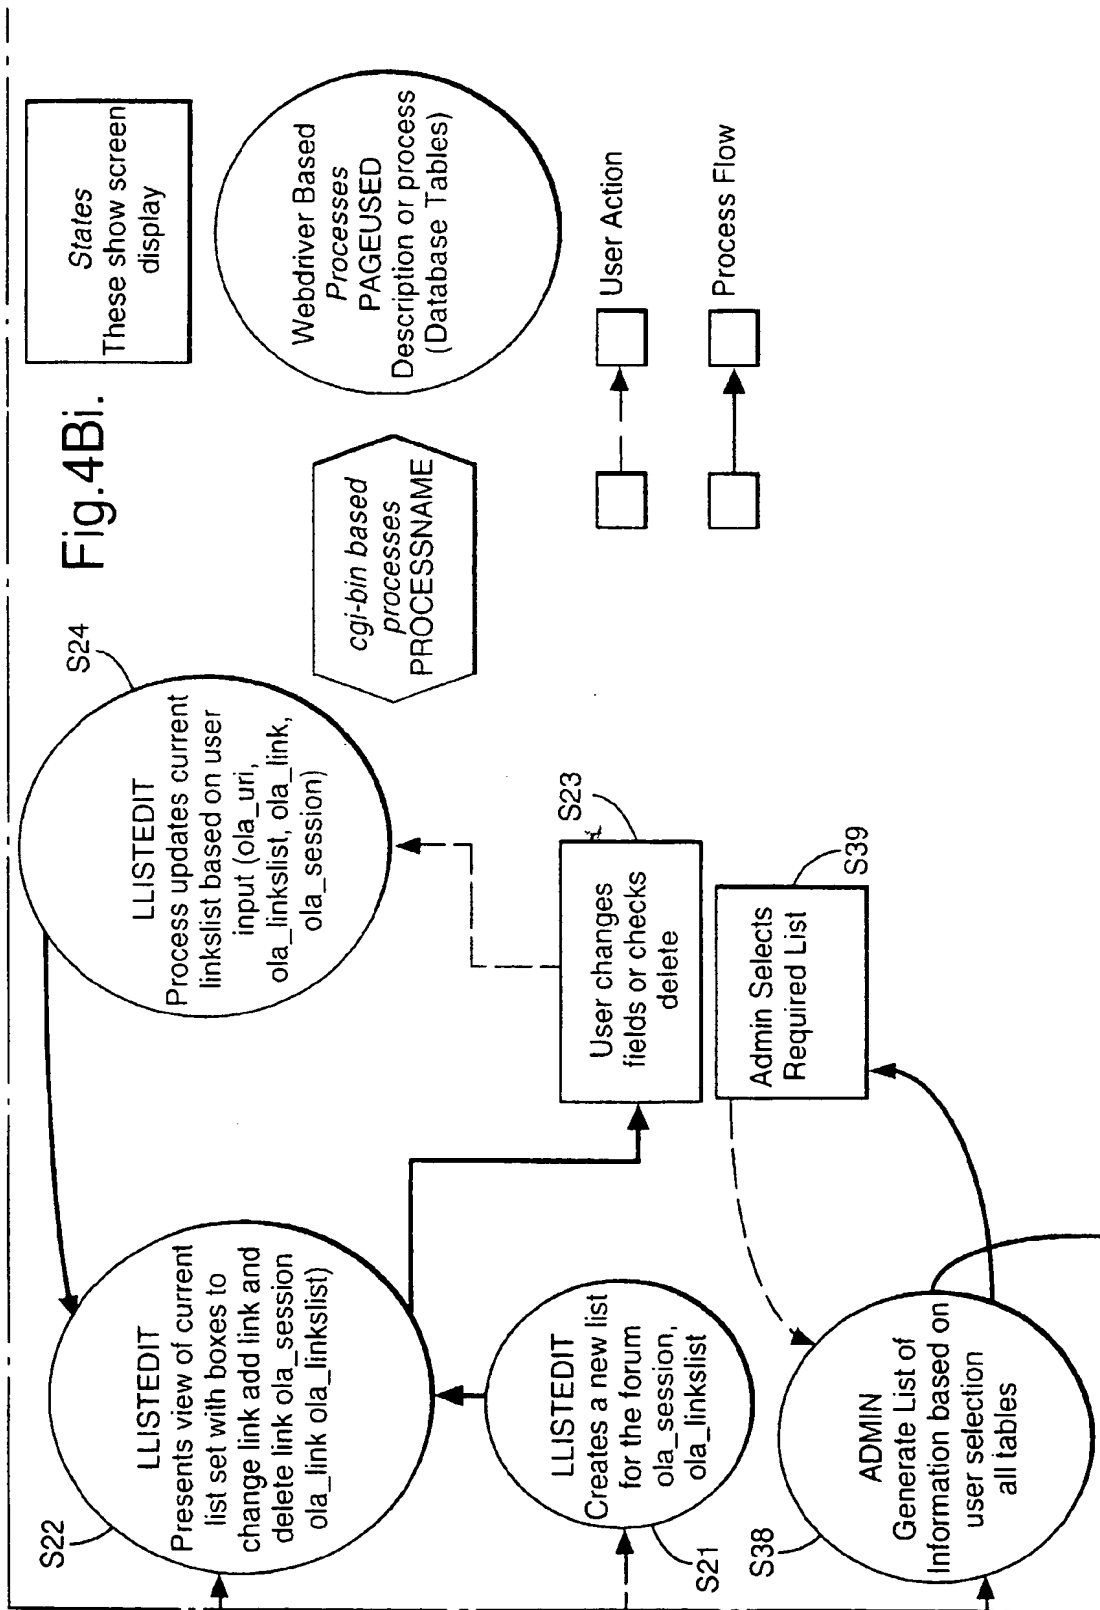 Fig.4Bi.
S22
LLISTEDIT
Presents view of current
list set with boxes to
change link add link and
delete link ola_session
ola_link ola_linkslist)
S24
LLISTEDIT
Process updates current
linkslist based on user
input (ola_uri,
ola_linkslist, ola_link,
ola_session)
States
These show screen
display
cgi-bin based
processes
PROCESSNAME
Webdriver Based
Processes
PAGEUSED
Description or process
(Database Tables)
LLISTEDIT
Creates a new list
for the forum
ola_session,
ola_linkslist
S21
User changes
fields or checks
delete
S23
User Action
Process Flow
S38
ADMIN
Generate List of
Information based on
user selection
all tables
Admin Selects
Required List
S39